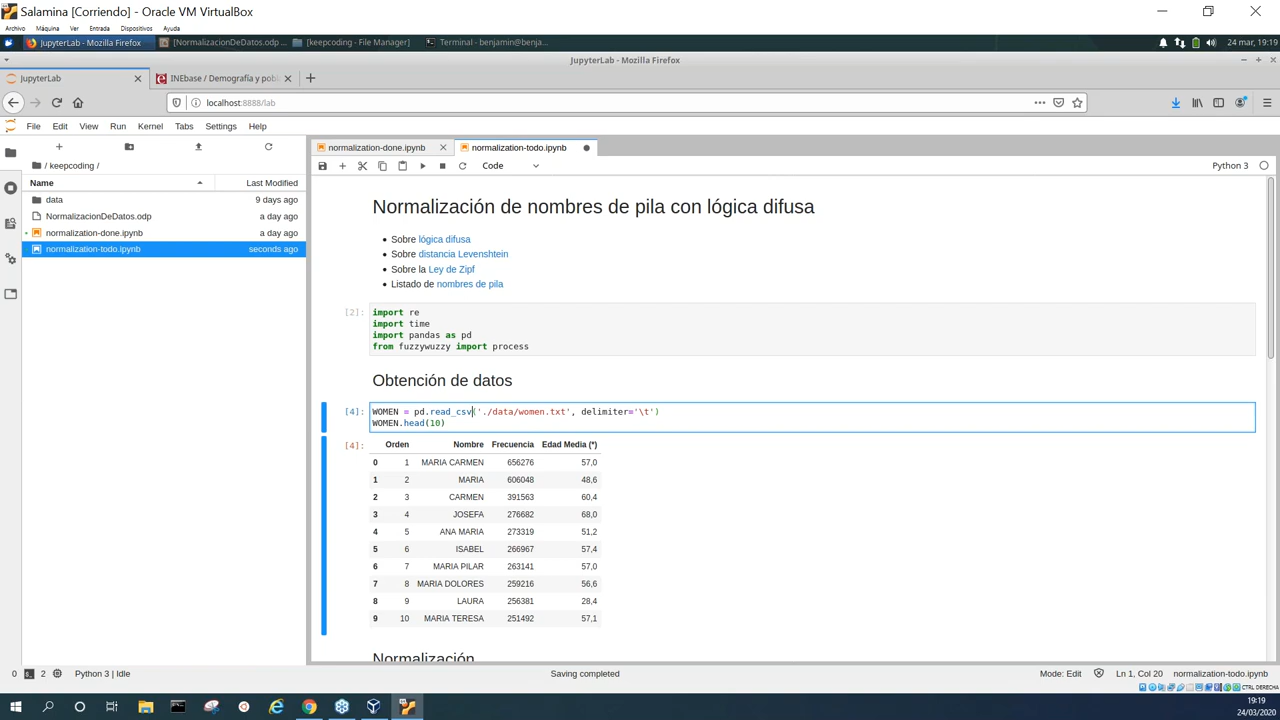 Salamina [Corriendo] - Oracle VM VirtualBox
Archivo Máquina Ver Entrada Dispositivos Ayuda
JupyterLab - Mozilla Firefox [NormalizacionDeDatos.odp ... [keepcoding - File Manager] Terminal - benjamin@benja... 24 mar, 19:19
JupyterLab - Mozilla Firefox
JupyterLab INEbase / Demografía y pobl
localhost:8888/lab
File Edit View Run Kernel Tabs Settings Help
normalization-done.ipynb normalization-todo.ipynb
/ keepcoding /
Code Python 3
Name Last Modified
data 9 days ago
NormalizacionDeDatos.odp a day ago
normalization-done.ipynb a day ago
normalization-todo.ipynb seconds ago
Normalización de nombres de pila con lógica difusa
Sobre lógica difusa
Sobre distancia Levenshtein
Sobre la Ley de Zipf
Listado de nombres de pila
[2]: import re
import time
import pandas as pd
from fuzzywuzzy import process
Obtención de datos
[4]: WOMEN = pd.read_csv('./data/women.txt', delimiter='\t')
WOMEN.head(10)
[4]: Orden Nombre Frecuencia Edad Media (*)
0 1 MARIA CARMEN 656276 57,0
1 2 MARIA 606048 48,6
2 3 CARMEN 391563 60,4
3 4 JOSEFA 276682 68,0
4 5 ANA MARIA 273319 51,2
5 6 ISABEL 266967 57,4
6 7 MARIA PILAR 263141 57,0
7 8 MARIA DOLORES 259216 56,6
8 9 LAURA 256381 28,4
9 10 MARIA TERESA 251492 57,1
Normalización
0 2 Python 3 | Idle Saving completed Mode: Edit Ln 1, Col 20 normalization-todo.ipynb
CTRL DERECHA
19:19
24/03/2020